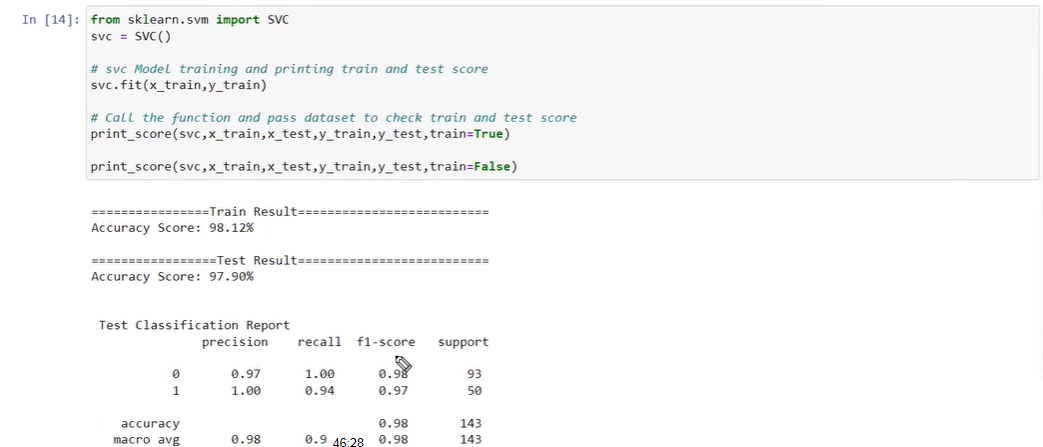 In [14]: from sklearn.svm import SVC
svc = SVC()
# svc Model training and printing train and test score
svc.fit(x_train,y_train)
# Call the function and pass dataset to check train and test score
print_score(svc,x_train,x_test,y_train,y_test,train=True)
print_score(svc,x_train,x_test,y_train,y_test,train=False)
================Train Result===========================
Accuracy Score: 98.12%
================Test Result===========================
Accuracy Score: 97.90%
Test Classification Report
precision recall f1-score support
0 0.97 1.00 0.98 93
1 1.00 0.94 0.97 50
accuracy 0.98 143
macro avg 0.98 0.98 143
46:28